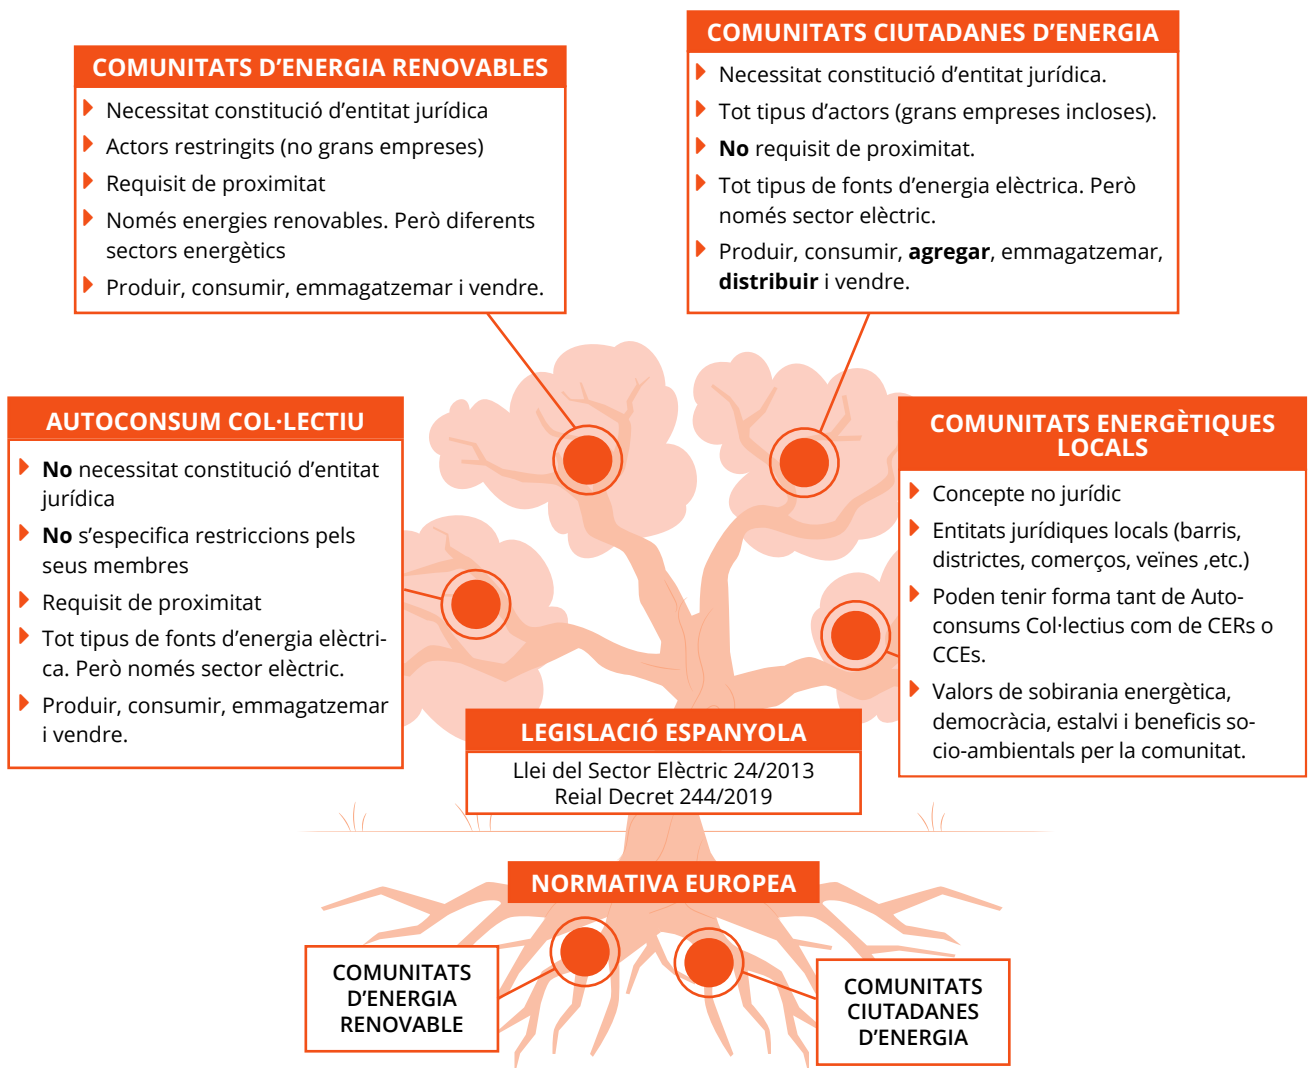 COMUNITATS D'ENERGIA RENOVABLES
Necessitat constitució d'entitat jurídica
Actors restringits (no grans empreses)
Requisit de proximitat
Només energies renovables. Però diferents
sectors energètics
Produir, consumir, emmagatzemar i vendre.
COMUNITATS CIUTADANES D'ENERGIA
Necessitat constitució d'entitat jurídica.
Tot tipus d'actors (grans empreses incloses).
No requisit de proximitat.
Tot tipus de fonts d'energia elèctrica. Però
només sector elèctric.
Produir, consumir, agregar, emmagatzemar,
distribuir i vendre.
AUTOCONSUM COL·LECTIU
No necessitat constitució d'entitat
jurídica
No s'especifica restriccions pels
seus membres
Requisit de proximitat
Tot tipus de fonts d'energia elèctri-
ca. Però només sector elèctric.
Produir, consumir, emmagatzemar
i vendre.
COMUNITATS ENERGÈTIQUES
LOCALS
Concepte no jurídic
Entitats jurídiques locals (barris,
districtes, comerços, veïnes ,etc.)
Poden tenir forma tant de Auto-
consums Col·lectius com de CERs o
CCEs.
Valors de sobirania energètica,
democràcia, estalvi i beneficis so-
cio-ambientals per la comunitat.
LEGISLACIÓ ESPANYOLA
Llei del Sector Elèctric 24/2013
Reial Decret 244/2019
NORMATIVA EUROPEA
COMUNITATS
D'ENERGIA
RENOVABLE
COMUNITATS
CIUTADANES
D'ENERGIA